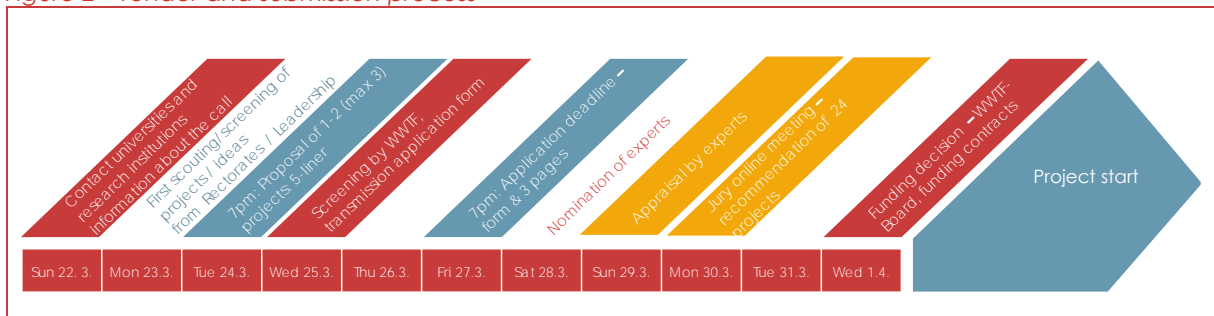 Figure 2 - Tender and submission process
Contact universities and
research institutions
information about the call
First scouting/screening of
projects/ ideas
from Rectorates / Leadership
7pm: Proposal of 1-2 (max 3)
projects: 5-liner
Screening by WWTF,
transmission application form
7pm: Application deadline –
form & 3 pages
Nomination of experts
Appraisal by experts
Jury online meeting –
recommendation of 24
projects
Funding decision – WWTF-
Board, funding contracts
Project start
Sun 22. 3.
Mon 23.3.
Tue 24.3.
Wed 25.3.
Thu 26.3.
Fri 27.3.
Sat 28.3.
Sun 29.3.
Mon 30.3.
Tue 31.3.
Wed 1.4.